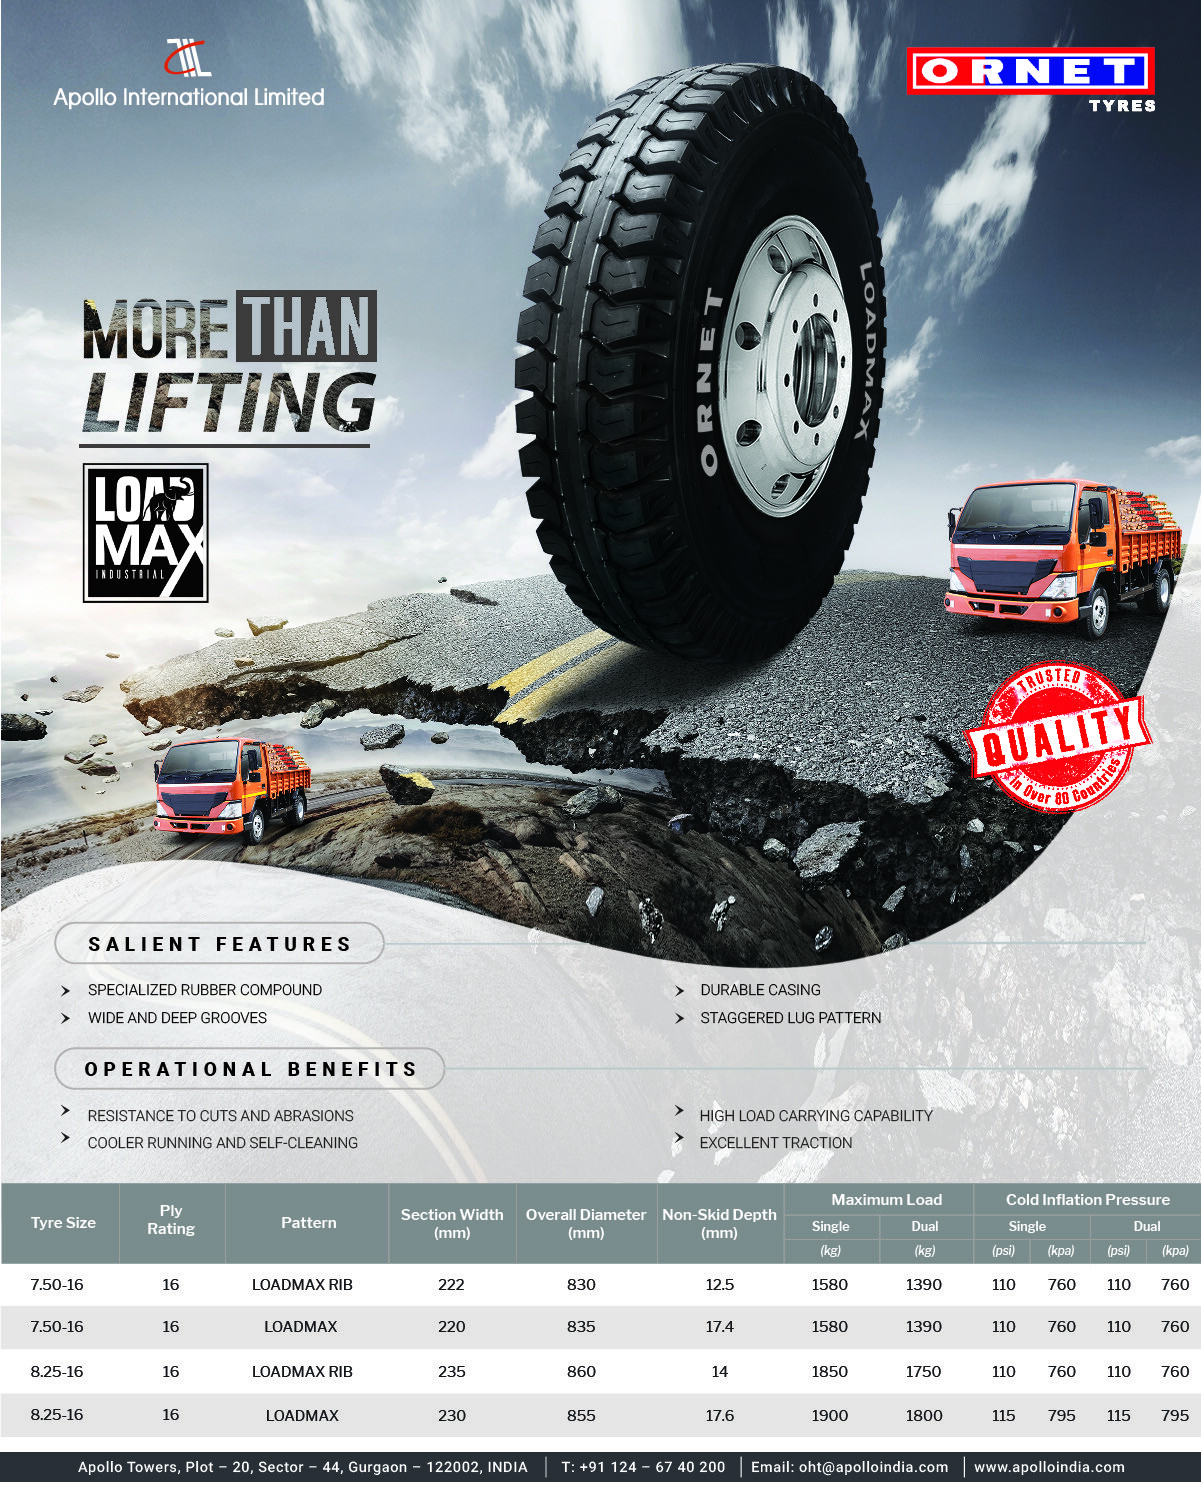 Apollo International Limited
ORNET
TYRES
MORE THAN
LIFTING
LOAD
MAX
INDUSTRIAL
ORNET
LOADMAX
TRUSTED
QUALITY
in Over 80 Countries
SALIENT FEATURES
SPECIALIZED RUBBER COMPOUND
DURABLE CASING
WIDE AND DEEP GROOVES
STAGGERED LUG PATTERN
OPERATIONAL BENEFITS
RESISTANCE TO CUTS AND ABRASIONS
HIGH LOAD CARRYING CAPABILITY
COOLER RUNNING AND SELF-CLEANING
EXCELLENT TRACTION
Tyre Size Ply Rating Pattern Section Width (mm) Overall Diameter (mm) Non-Skid Depth (mm) Maximum Load Cold Inflation Pressure
Single Dual Single Dual
(kg) (kg) (psi) (kpa) (psi) (kpa)
7.50-16 16 LOADMAX RIB 222 830 12.5 1580 1390 110 760 110 760
7.50-16 16 LOADMAX 220 835 17.4 1580 1390 110 760 110 760
8.25-16 16 LOADMAX RIB 235 860 14 1850 1750 110 760 110 760
8.25-16 16 LOADMAX 230 855 17.6 1900 1800 115 795 115 795
Apollo Towers, Plot – 20, Sector – 44, Gurgaon – 122002, INDIA | T: +91 124 – 67 40 200 | Email: oht@apolloindia.com | www.apolloindia.com